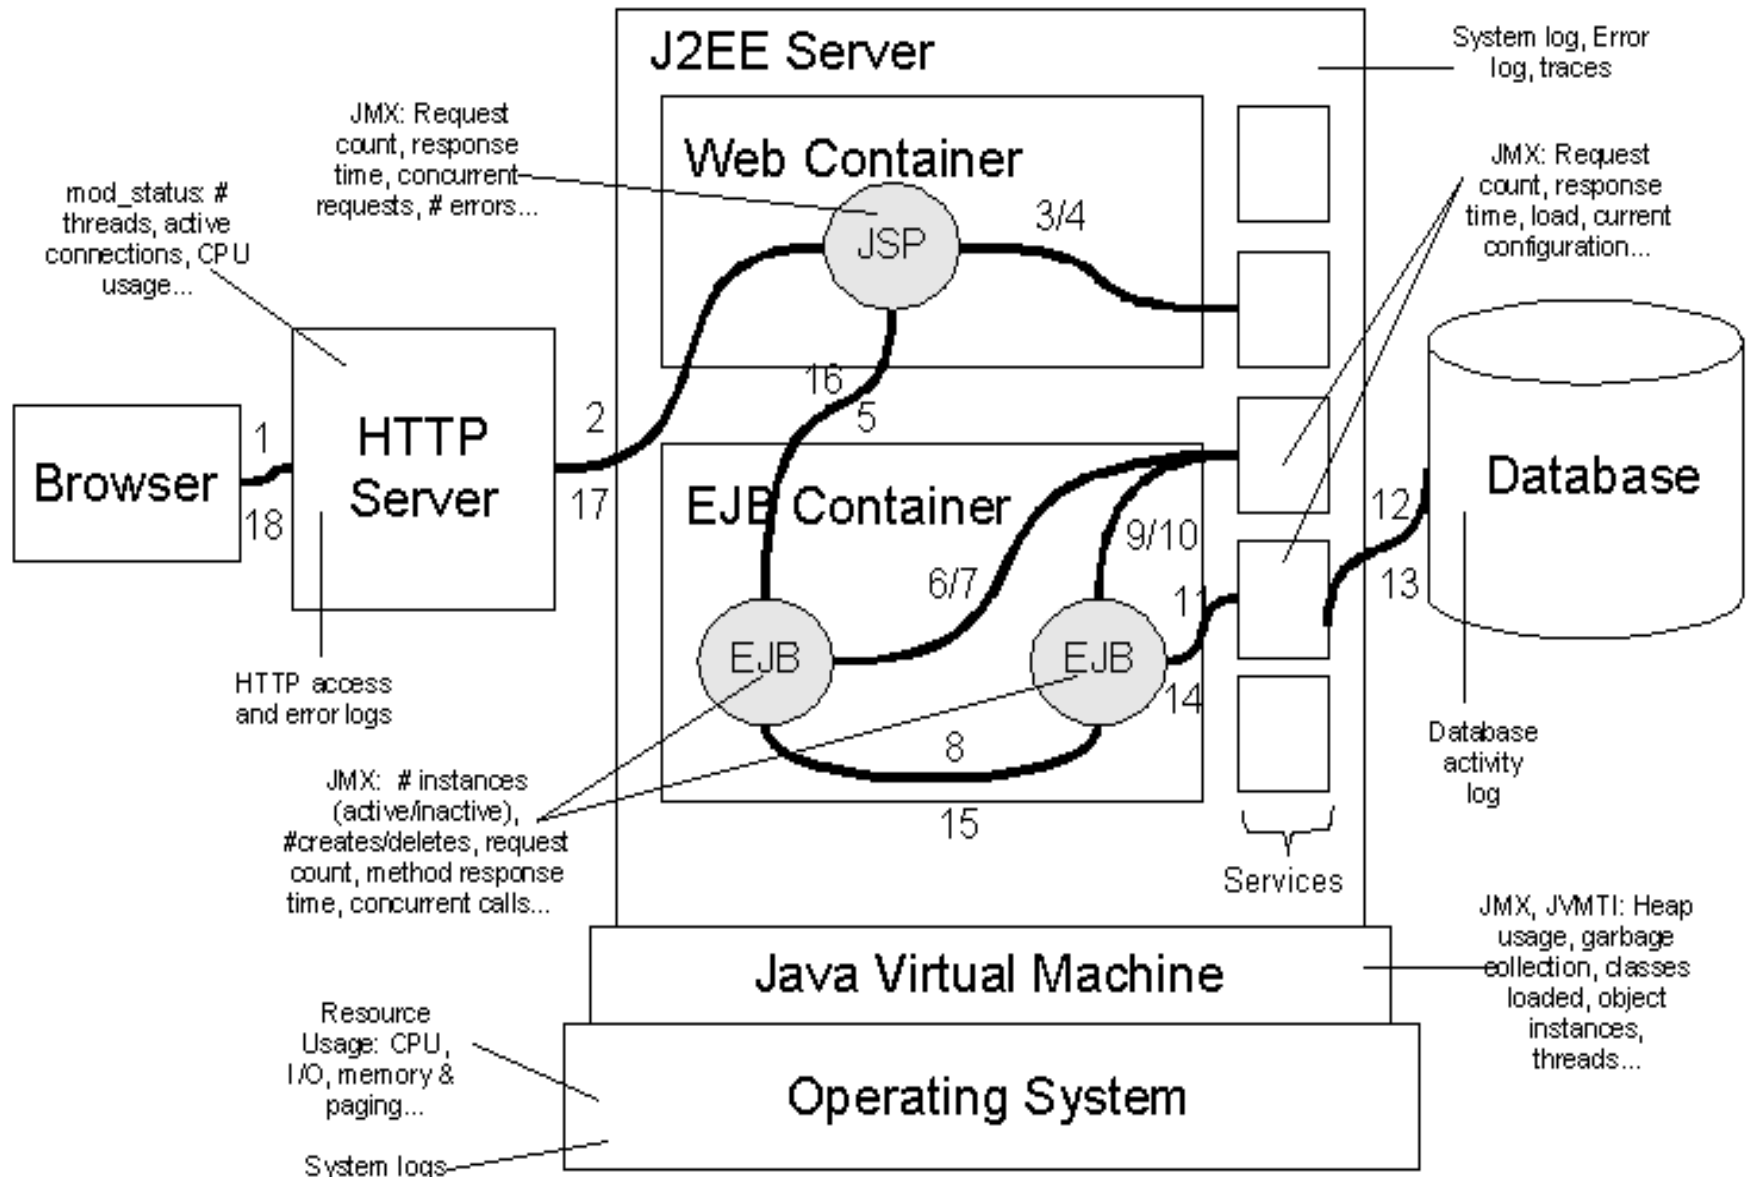 J2EE Server
System log, Error
log, traces
JMX: Request
count, response
time, concurrent
requests, # errors...
Web Container
JMX: Request
count, response
time, load, current
configuration...
mod_status: #
threads, active
connections, CPU
usage...
JSP
3/4
16
5
1
HTTP
Server
2
Browser
18
17
EJB Container
9/10
6/7
11
12
13
Database
EJB
EJB
14
HTTP access
and error logs
8
15
Database
activity
log
JMX: # instances
(active/inactive),
#creates/deletes, request
count, method response
time, concurrent calls...
Services
JMX, JVMTI: Heap
usage, garbage
collection, classes
loaded, object
instances,
threads...
Java Virtual Machine
Resource
Usage: CPU,
I/O, memory &
paging...
Operating System
System logs